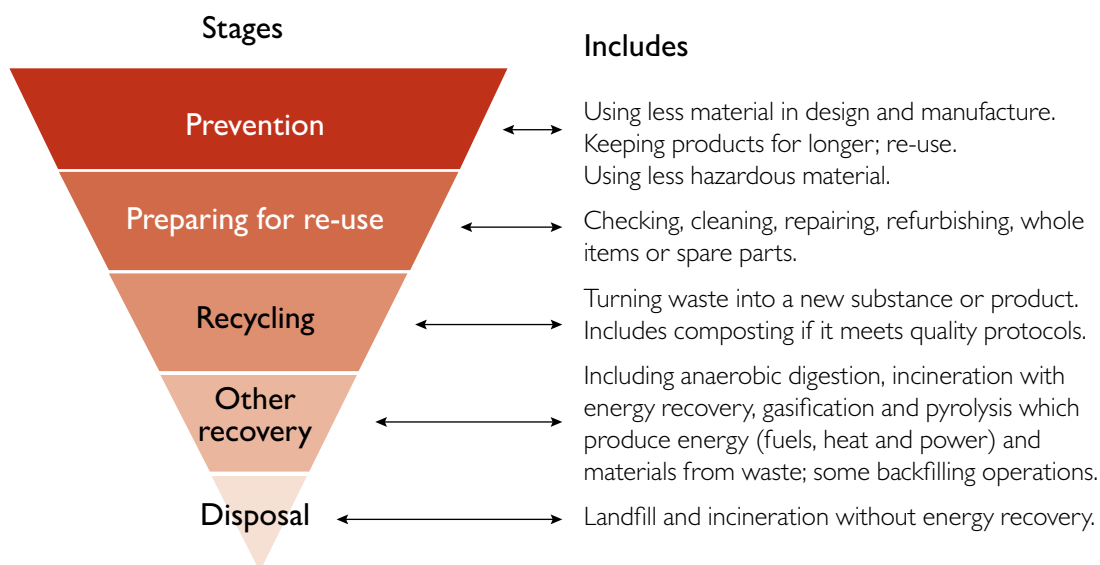 Stages
Includes
Prevention
Using less material in design and manufacture.
Keeping products for longer; re-use.
Using less hazardous material.
Preparing for re-use
Checking, cleaning, repairing, refurbishing, whole
items or spare parts.
Recycling
Turning waste into a new substance or product.
Includes composting if it meets quality protocols.
Other
recovery
Including anaerobic digestion, incineration with
energy recovery, gasification and pyrolysis which
produce energy (fuels, heat and power) and
materials from waste; some backfilling operations.
Disposal
Landfill and incineration without energy recovery.